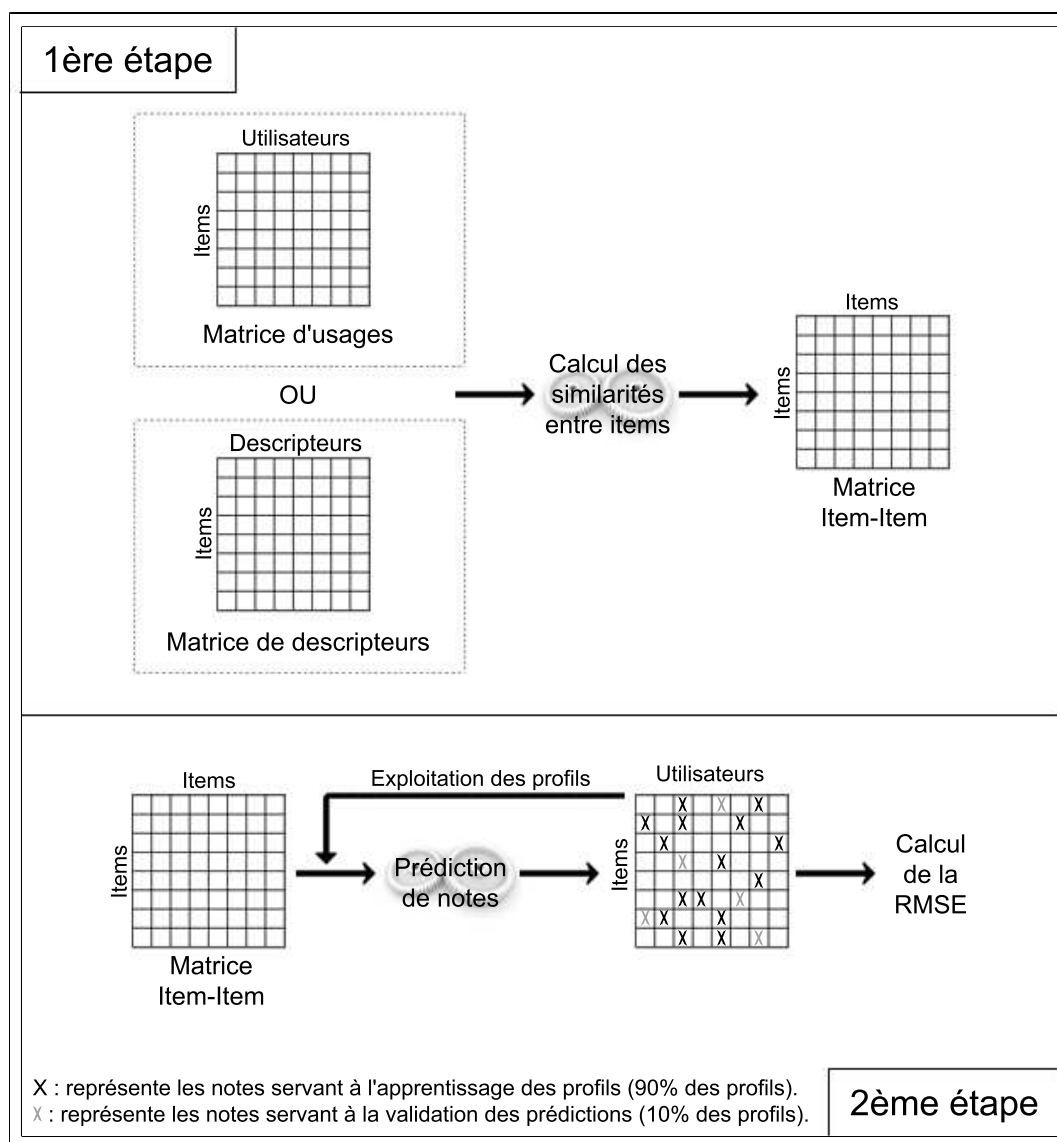 1ère étape
Utilisateurs
Items
Matrice d'usages
OU
Descripteurs
Items
Matrice de descripteurs
Calcul des
similarités
entre items
Items
Items
Matrice
Item-Item
Items
Items
Matrice
Item-Item
Exploitation des profils
Prédiction
de notes
Utilisateurs
Items
X X X
X X X
X X
X X
X
X X X
X X X
X X X
Calcul
de la
RMSE
X : représente les notes servant à l'apprentissage des profils (90% des profils).
X : représente les notes servant à la validation des prédictions (10% des profils).
2ème étape